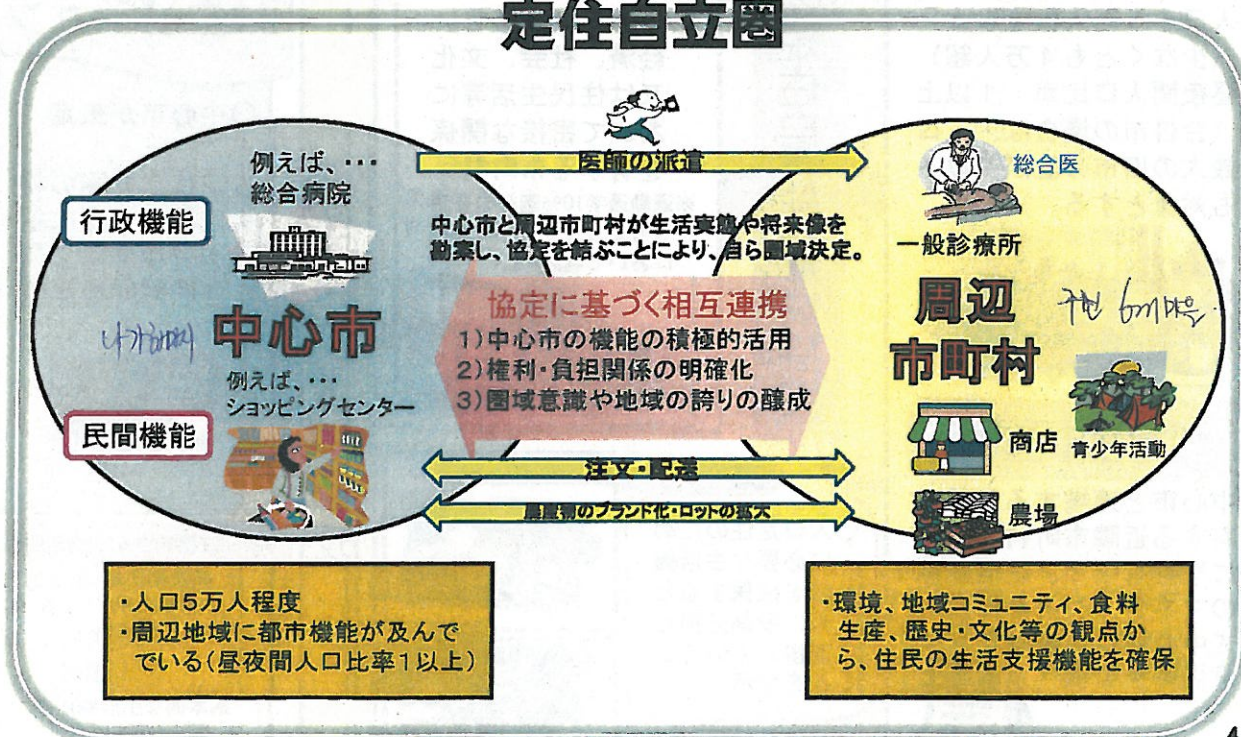 定住自立圏
医師の派遣
例えば、・・・
総合病院
行政機能
総合医
一般診療所
中心市と周辺市町村が生活実態や将来像を
勘案し、協定を結ぶことにより、自ら圏域決定。
協定に基づく相互連携
1)中心市の機能の積極的活用
2)権利・負担関係の明確化
3)圏域意識や地域の誇りの醸成
中心市
周辺
市町村
주변 6개 마을
例えば、・・・
ショッピングセンター
民間機能
商店
青少年活動
注文・配送
農産物のブランド化・ロットの拡大
農場
・人口5万人程度
・周辺地域に都市機能が及んで
でいる(昼夜間人口比率1以上)
・環境、地域コミュニティ、食料
生産、歴史・文化等の観点か
ら、住民の生活支援機能を確保
4